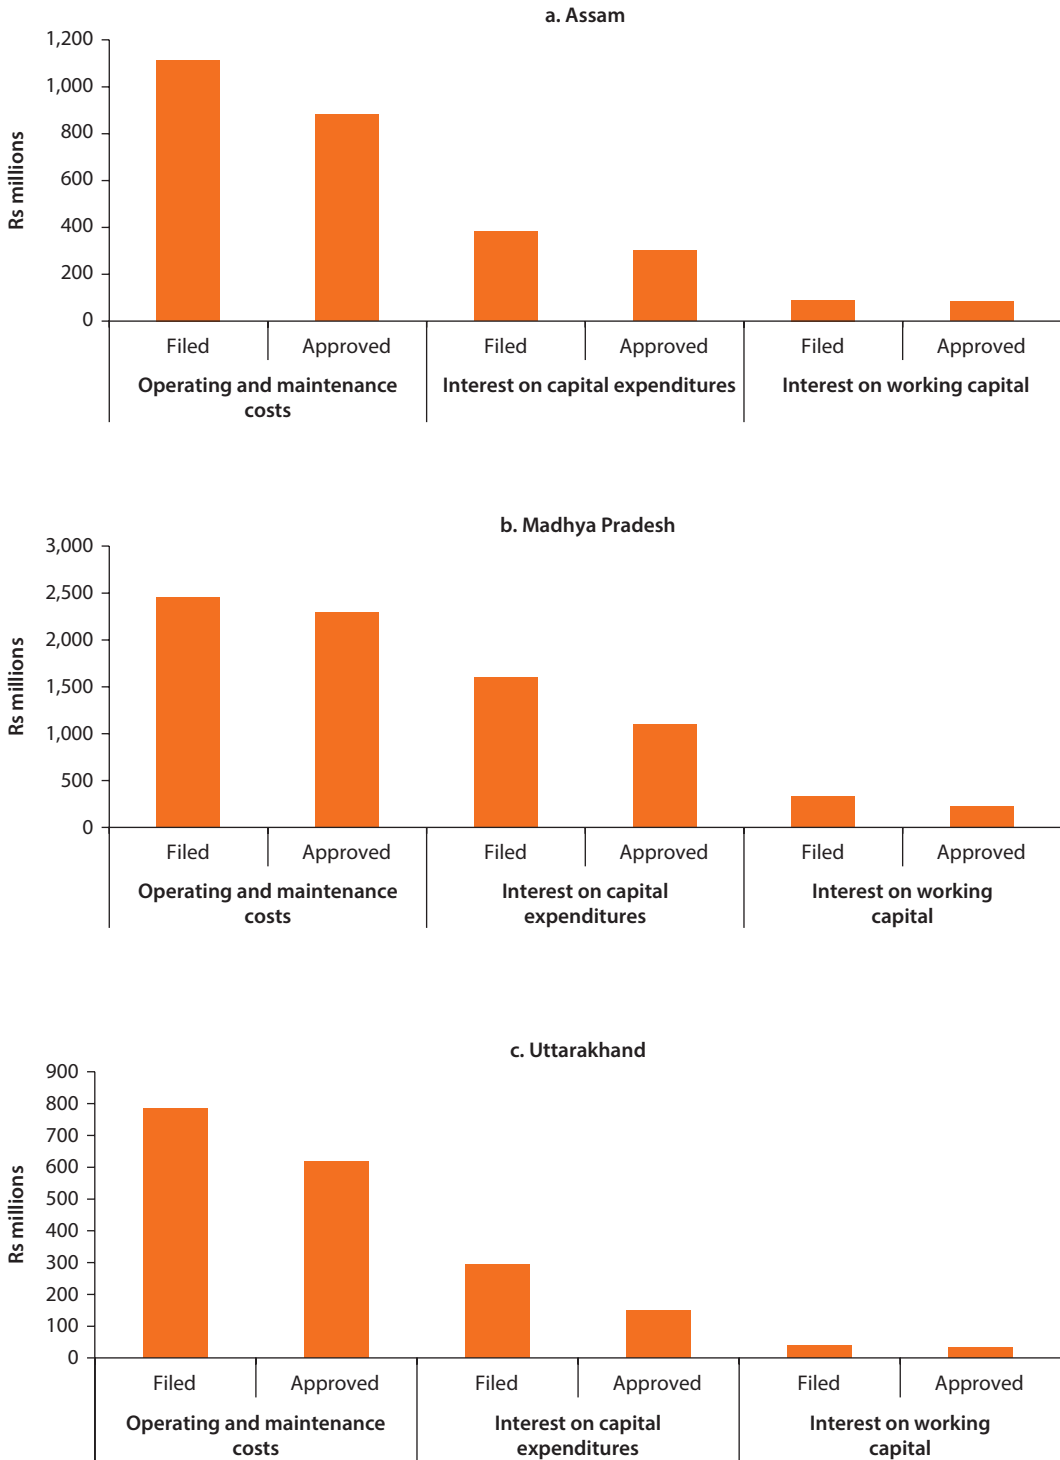 a. Assam
1,200
1,000
800
600
400
200
0
Rs millions
Filed Approved Filed Approved Filed Approved
Operating and maintenance Interest on capital expenditures Interest on working capital
costs
b. Madhya Pradesh
3,000
2,500
2,000
1,500
1,000
500
0
Rs millions
Filed Approved Filed Approved Filed Approved
Operating and maintenance Interest on capital Interest on working
costs expenditures capital
c. Uttarakhand
900
800
700
600
500
400
300
200
100
0
Rs millions
Filed Approved Filed Approved Filed Approved
Operating and maintenance Interest on capital Interest on working
costs expenditures capital